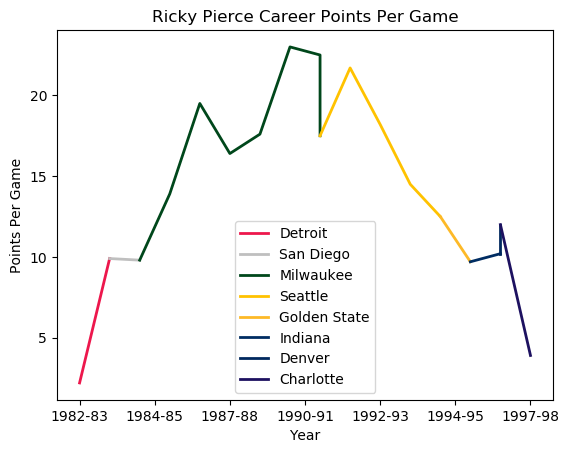 Ricky Pierce Career Points Per Game
Points Per Game
20
15
10
5
Detroit
San Diego
Milwaukee
Seattle
Golden State
Indiana
Denver
Charlotte
1982-83 1984-85 1987-88 1990-91 1992-93 1994-95 1997-98
Year